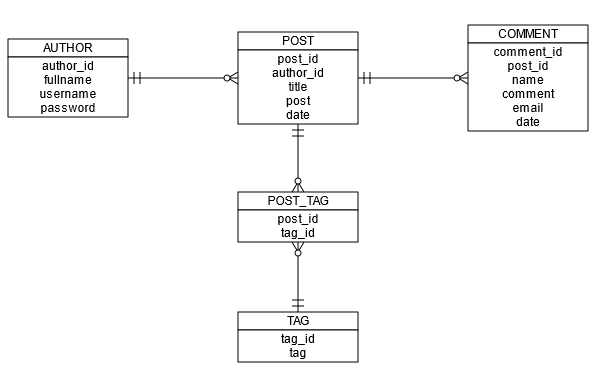 AUTHOR
author_id
fullname
username
password
POST
post_id
author_id
title
post
date
COMMENT
comment_id
post_id
name
comment
email
date
POST_TAG
post_id
tag_id
TAG
tag_id
tag